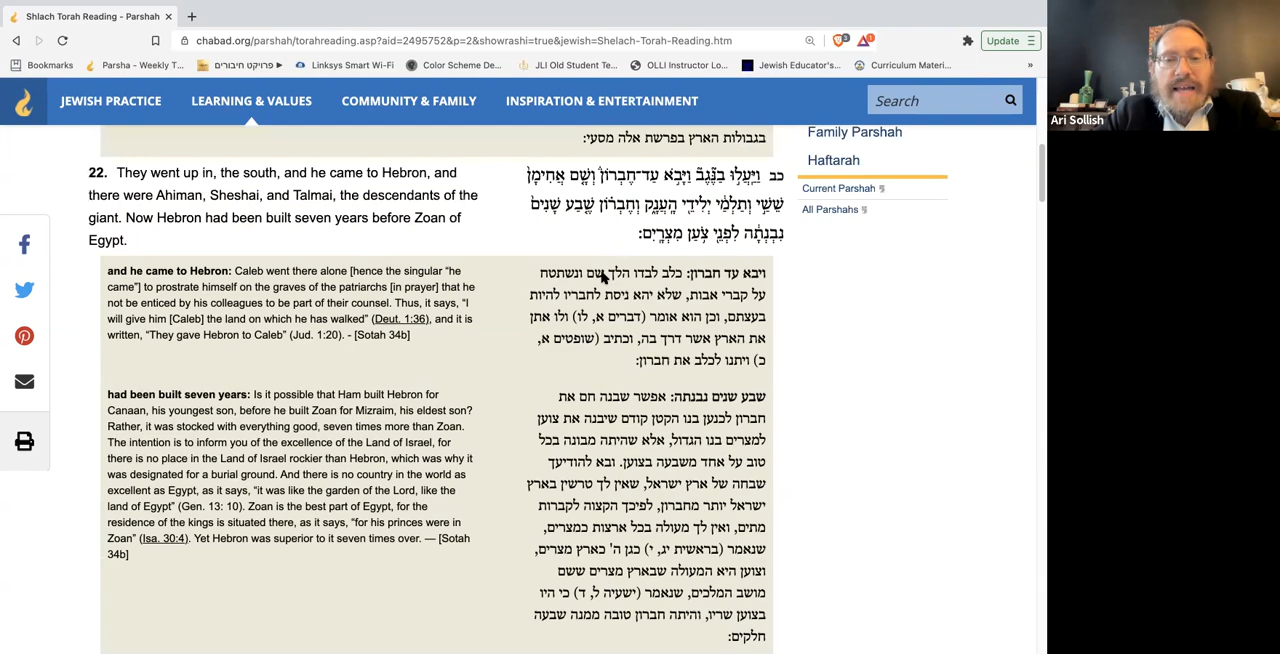 Shlach Torah Reading - Parshah
chabad.org/parshah/torahreading.asp?aid=2495752&p=2&showrashi=true&jewish=Shelach-Torah-Reading.htm
3
1
Update
Bookmarks Parsha - Weekly T... פרויקט חיבורים Linksys Smart Wi-Fi Color Scheme De... JLI Old Student Te... OLLI Instructor Lo... Jewish Educator's... Curriculum Materi... »
JEWISH PRACTICE LEARNING & VALUES COMMUNITY & FAMILY INSPIRATION & ENTERTAINMENT Search
Ari Sollish
בגבולות הארץ בפרשת אלה מסעי:
Family Parshah
Haftarah
Current Parshah
All Parshahs
22. They went up in, the south, and he came to Hebron, and
there were Ahiman, Sheshai, and Talmai, the descendants of the
giant. Now Hebron had been built seven years before Zoan of
Egypt.
כב וַיַּֽעֲל֣וּ בַנֶּ֘גֶב֘ וַיָּבֹ֣א עַד־חֶבְרוֹן֒ וְשָׁ֤ם אֲחִימַן֙
שֵׁשַׁ֣י וְתַלְמַ֔י יְלִידֵ֖י הָֽעֲנָ֑ק וְחֶבְר֗וֹן שֶׁ֤בַע שָׁנִים֙
נִבְנְתָ֔ה לִפְנֵ֖י צֹ֥עַן מִצְרָֽיִם:
and he came to Hebron: Caleb went there alone [hence the singular “he
came”] to prostrate himself on the graves of the patriarchs [in prayer] that he
not be enticed by his colleagues to be part of their counsel. Thus, it says, “I
will give him [Caleb] the land on which he has walked” (Deut. 1:36), and it is
written, “They gave Hebron to Caleb” (Jud. 1:20). - [Sotah 34b]
ויבא עד חברון: כלב לבדו הלך שם ונשתטח
על קברי אבות, שלא יהא ניסת לחבריו להיות
בעצתם, וכן הוא אומר (דברים א, לו) ולו אתן
את הארץ אשר דרך בה, וכתיב (שופטים א,
כ) ויתנו לכלב את חברון:
had been built seven years: Is it possible that Ham built Hebron for
Canaan, his youngest son, before he built Zoan for Mizraim, his eldest son?
Rather, it was stocked with everything good, seven times more than Zoan.
The intention is to inform you of the excellence of the Land of Israel, for
there is no place in the Land of Israel rockier than Hebron, which was why it
was designated for a burial ground. And there is no country in the world as
excellent as Egypt, as it says, “it was like the garden of the Lord, like the
land of Egypt” (Gen. 13: 10). Zoan is the best part of Egypt, for the
residence of the kings is situated there, as it says, “for his princes were in
Zoan” (Isa. 30:4). Yet Hebron was superior to it seven times over. — [Sotah
34b]
שבע שנים נבנתה: אפשר שבנה חם את
חברון לכנען בנו הקטן קודם שיבנה את צוען
למצרים בנו הגדול, אלא שהיתה מבונה בכל
טוב על אחד משבעה בצוען. ובא להודיעך
שבחה של ארץ ישראל, שאין לך טרשין בארץ
ישראל יותר מחברון, לפיכך הקצוה לקברות
מתים, ואין לך מעולה בכל ארצות כמצרים,
שנאמר (בראשית יג, י) כגן ה' כארץ מצרים,
וצוען היא המעולה שבארץ מצרים ששם
מושב המלכים, שנאמר (ישעיה ל, ד) כי היו
בצוען שריו, והיתה חברון טובה ממנה שבעה
חלקים: